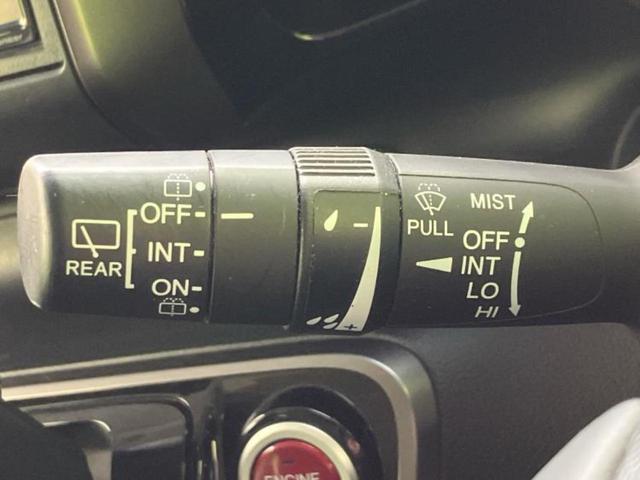 OFF
INT
ON
REAR
-
+
PULL
MIST
OFF
INT
LO
HI
ENGINE